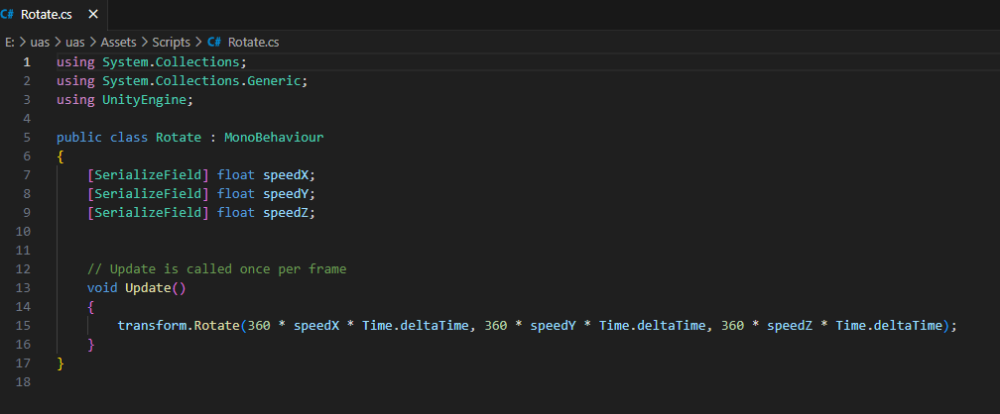 C# Rotate.cs ×
E: > uas > uas > Assets > Scripts > C# Rotate.cs
1 using System.Collections;
2 using System.Collections.Generic;
3 using UnityEngine;
4
5 public class Rotate : MonoBehaviour
6 {
7 [SerializeField] float speedX;
8 [SerializeField] float speedY;
9 [SerializeField] float speedZ;
10
11
12 // Update is called once per frame
13 void Update()
14 {
15 transform.Rotate(360 * speedX * Time.deltaTime, 360 * speedY * Time.deltaTime, 360 * speedZ * Time.deltaTime);
16 }
17 }
18